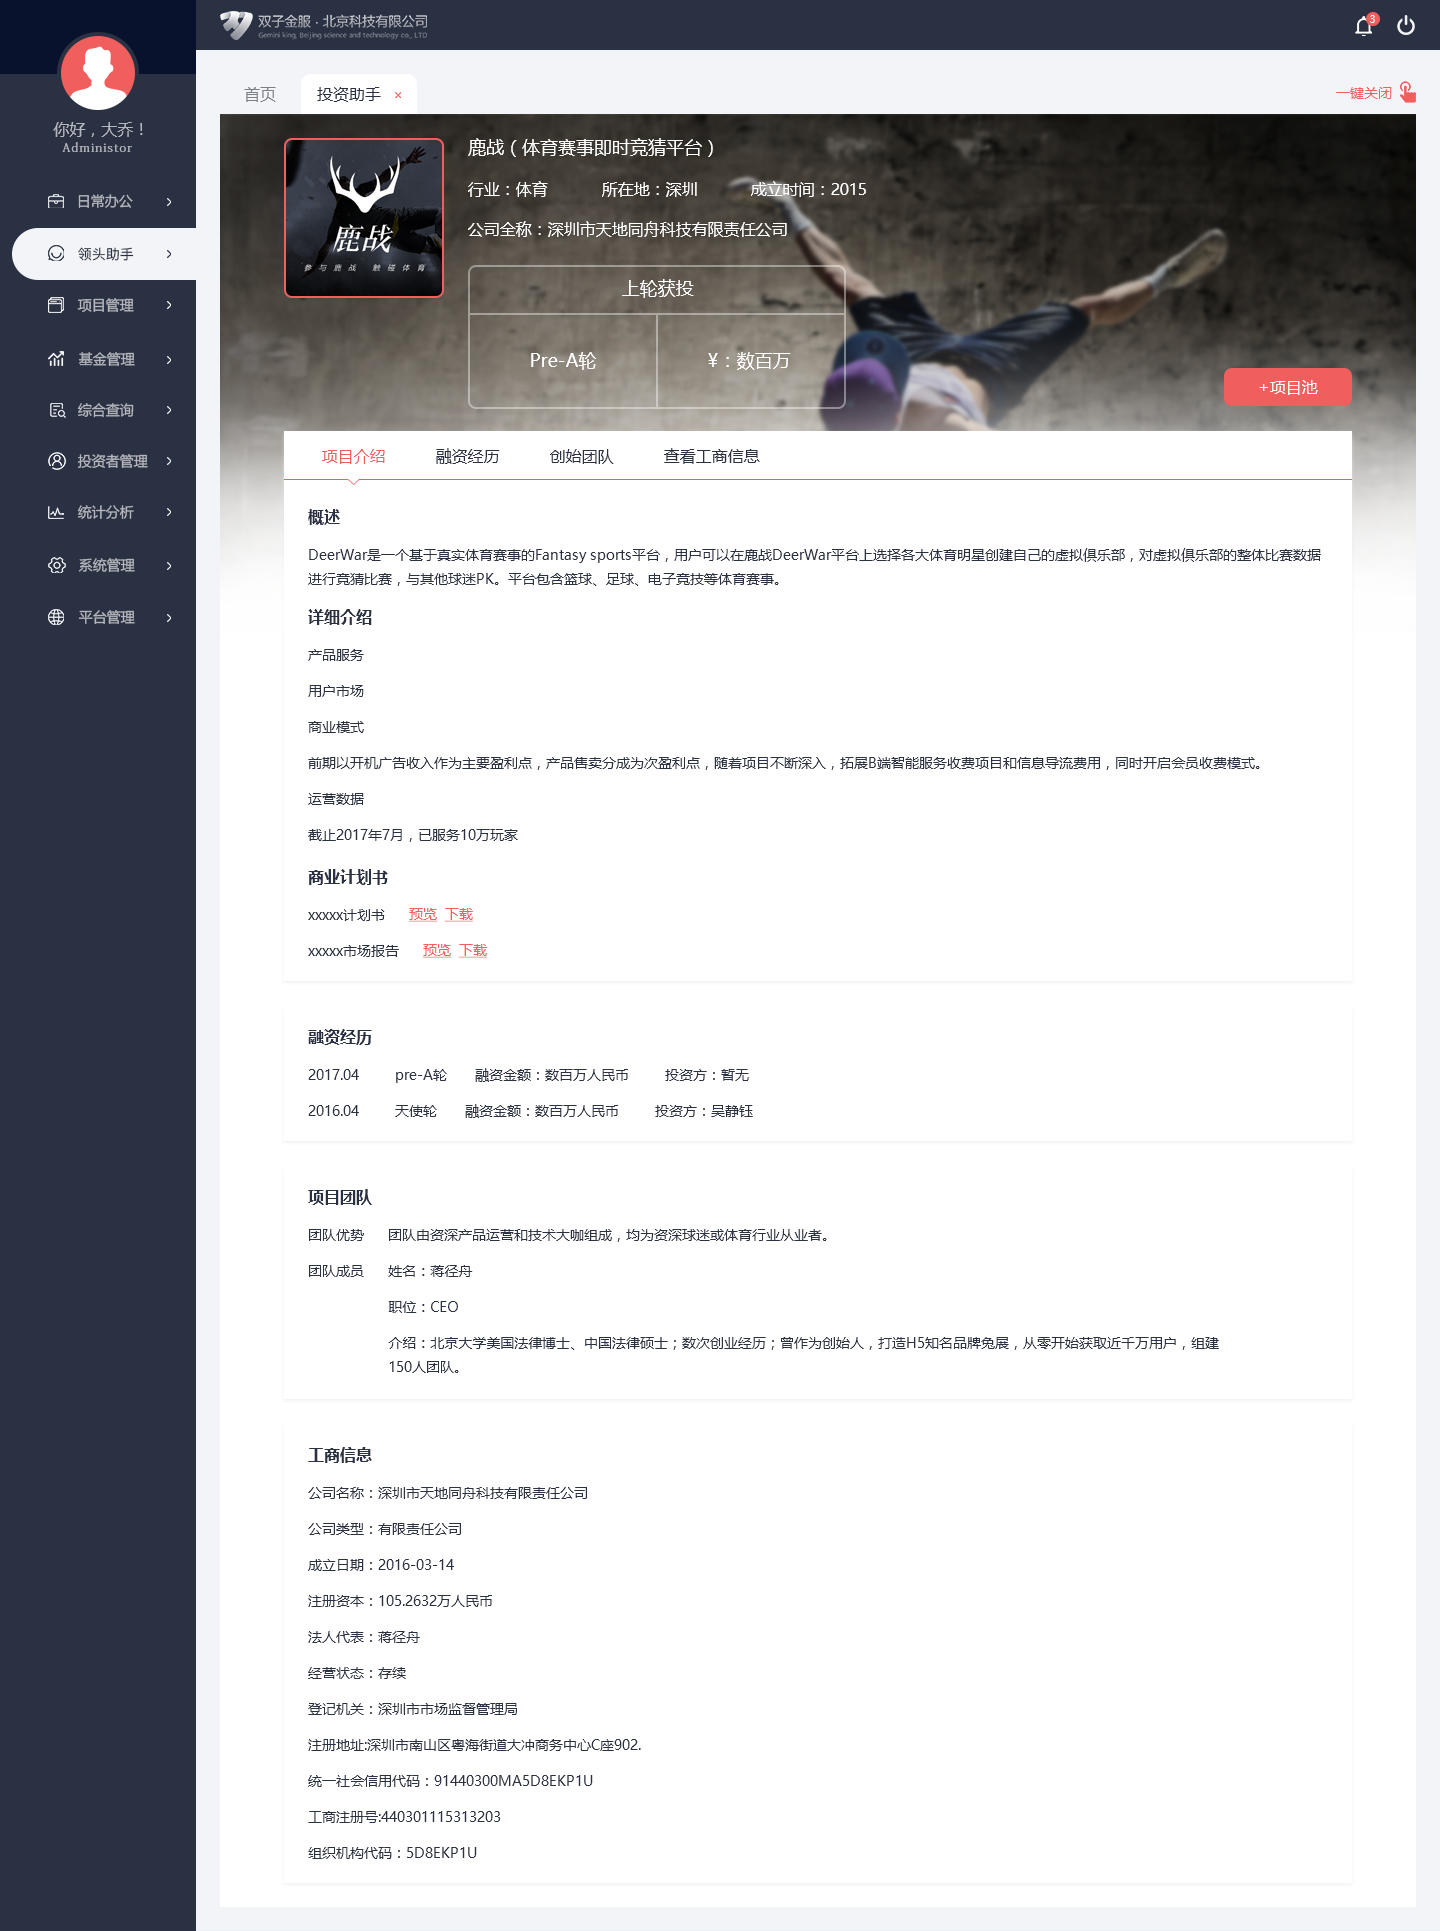 双子金服 · 北京科技有限公司
Gemini king, Beijing science and technology co., LTD
3
你好，大乔！
Administor
日常办公
领头助手
项目管理
基金管理
综合查询
投资者管理
统计分析
系统管理
平台管理
首页
投资助手 ×
一键关闭
鹿战
参与鹿战 触碰体育
鹿战（体育赛事即时竞猜平台）
行业：体育 所在地：深圳 成立时间：2015
公司全称：深圳市天地同舟科技有限责任公司
上轮获投
Pre-A轮 ¥：数百万
+项目池
项目介绍 融资经历 创始团队 查看工商信息
概述
DeerWar是一个基于真实体育赛事的Fantasy sports平台，用户可以在鹿战DeerWar平台上选择各大体育明星创建自己的虚拟俱乐部，对虚拟俱乐部的整体比赛数据
进行竞猜比赛，与其他球迷PK。平台包含篮球、足球、电子竞技等体育赛事。
详细介绍
产品服务
用户市场
商业模式
前期以开机广告收入作为主要盈利点，产品售卖分成为次盈利点，随着项目不断深入，拓展B端智能服务收费项目和信息导流费用，同时开启会员收费模式。
运营数据
截止2017年7月，已服务10万玩家
商业计划书
xxxxx计划书 预览 下载
xxxxx市场报告 预览 下载
融资经历
2017.04 pre-A轮 融资金额：数百万人民币 投资方：暂无
2016.04 天使轮 融资金额：数百万人民币 投资方：吴静钰
项目团队
团队优势 团队由资深产品运营和技术大咖组成，均为资深球迷或体育行业从业者。
团队成员 姓名：蒋径舟
职位：CEO
介绍：北京大学美国法律博士、中国法律硕士；数次创业经历；曾作为创始人，打造H5知名品牌兔展，从零开始获取近千万用户，组建
150人团队。
工商信息
公司名称：深圳市天地同舟科技有限责任公司
公司类型：有限责任公司
成立日期：2016-03-14
注册资本：105.2632万人民币
法人代表：蒋径舟
经营状态：存续
登记机关：深圳市市场监督管理局
注册地址:深圳市南山区粤海街道大冲商务中心C座902.
统一社会信用代码：91440300MA5D8EKP1U
工商注册号:440301115313203
组织机构代码：5D8EKP1U